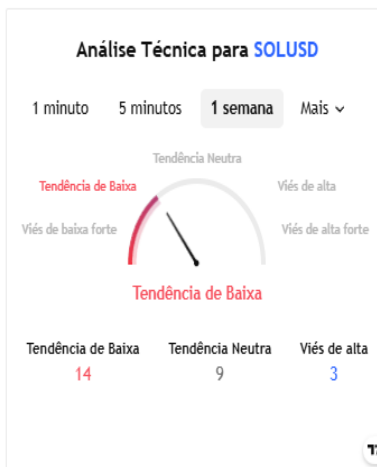 Análise Técnica para SOLUSD
1 minuto 5 minutos 1 semana Mais
Tendência Neutra
Tendência de Baixa Viés de alta
Viés de baixa forte Viés de alta forte
Tendência de Baixa
Tendência de Baixa Tendência Neutra Viés de alta
14 9 3